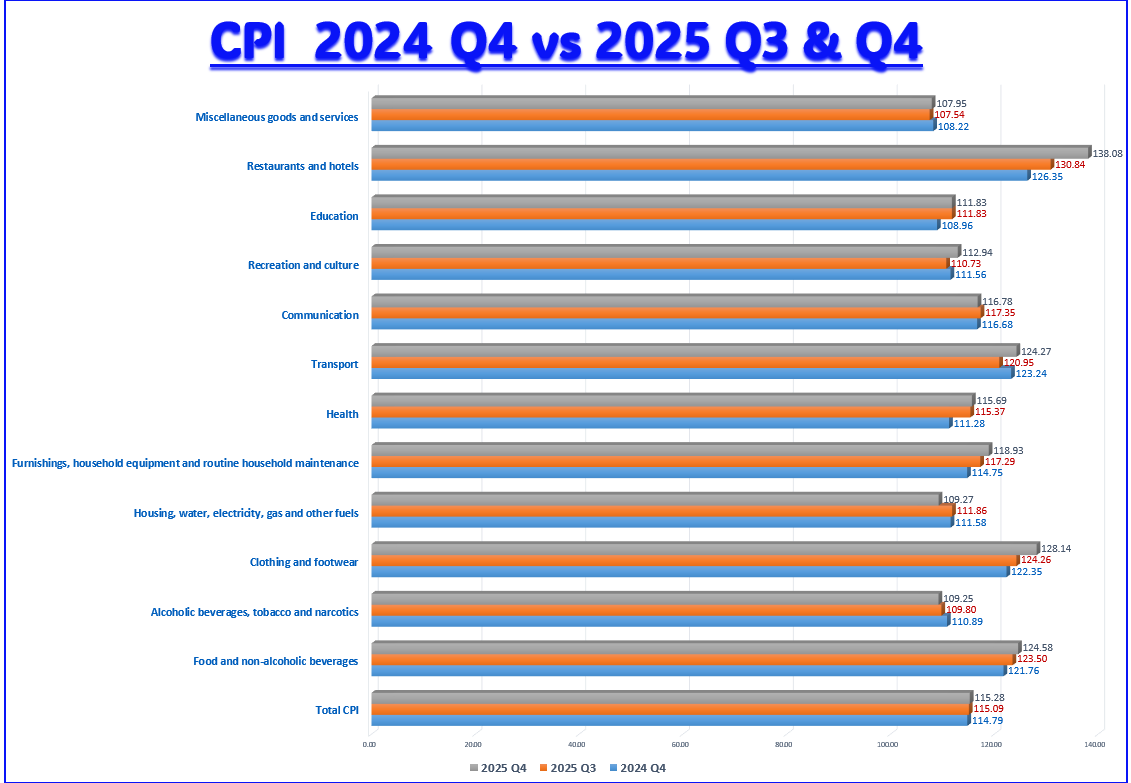 CPI  2024 Q4 vs 2025 Q3 & Q4
Miscellaneous goods and services
107.95
107.54
108.22
Restaurants and hotels
138.08
130.84
126.35
Education
111.83
111.83
108.96
Recreation and culture
112.94
110.73
111.56
Communication
116.78
117.35
116.68
Transport
124.27
120.95
123.24
Health
115.69
115.37
111.28
Furnishings, household equipment and routine household maintenance
118.93
117.29
114.75
Housing, water, electricity, gas and other fuels
109.27
111.86
111.58
Clothing and footwear
128.14
124.26
122.35
Alcoholic beverages, tobacco and narcotics
109.25
109.80
110.89
Food and non-alcoholic beverages
124.58
123.50
121.76
Total CPI
115.28
115.09
114.79
0.00 20.00 40.00 60.00 80.00 100.00 120.00 140.00
2025 Q4 2025 Q3 2024 Q4